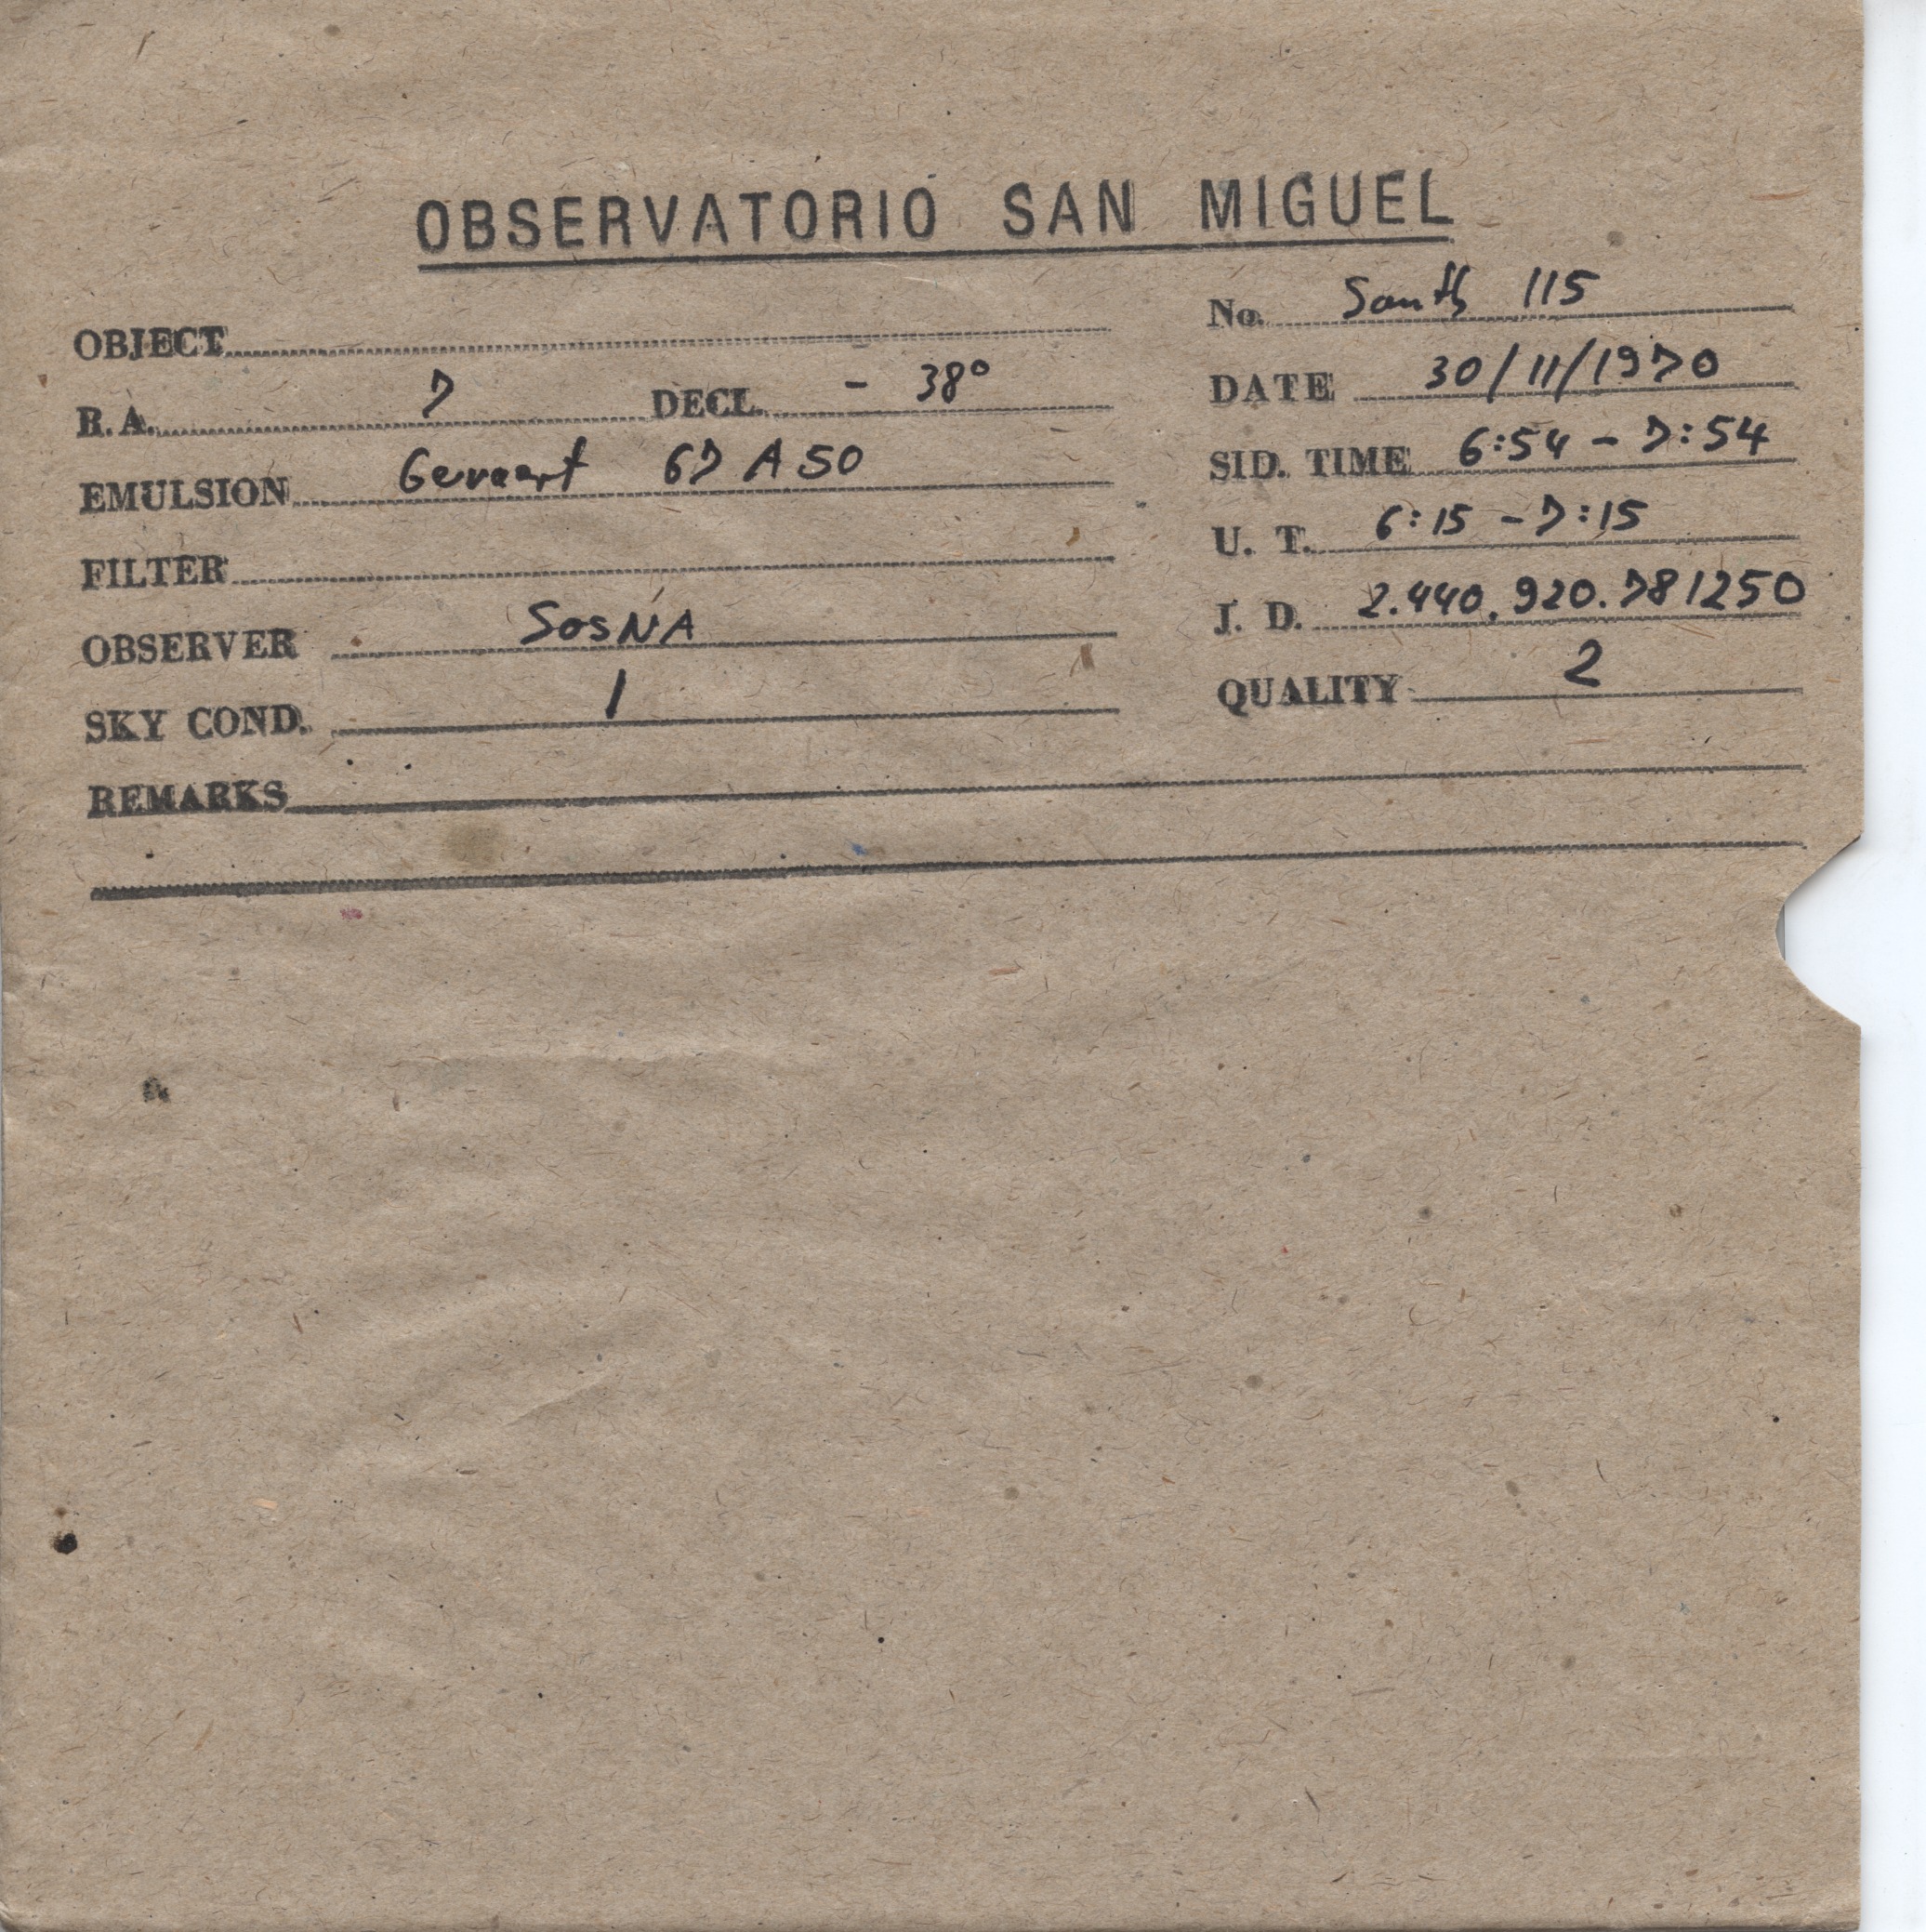 OBSERVATORIO SAN MIGUEL
OBJECT
No. South 115
R.A. 7 DECL. - 38°
DATE 30/11/1970
EMULSION Gevaert 67 A 50
SID. TIME 6:54 - 7:54
FILTER
U. T. 6:15 - 7:15
OBSERVER SOSNA
J. D. 2.440.920.781250
SKY COND. 1
QUALITY 2
REMARKS